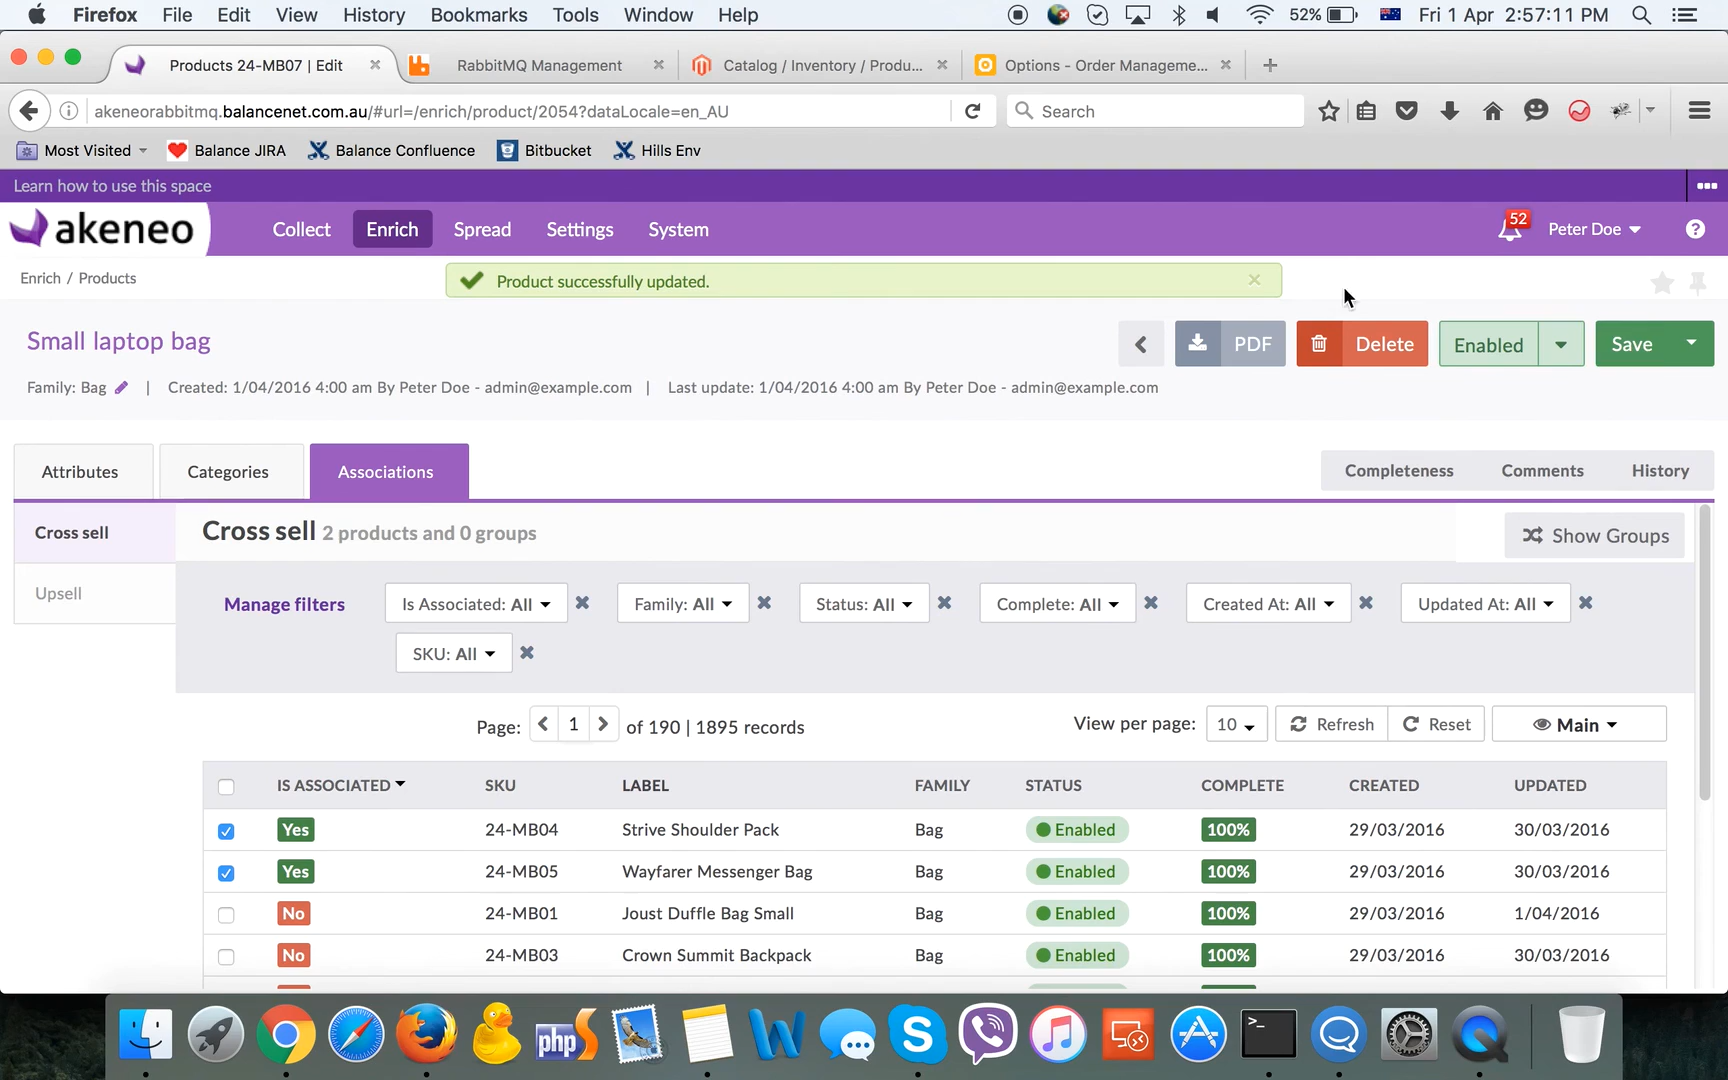 Firefox File Edit View History Bookmarks Tools Window Help 52% Fri 1 Apr 2:57:11 PM
Products 24-MB07 | Edit RabbitMQ Management Catalog / Inventory / Produ... Options - Order Manageme...
akeneorabbitmq.balancenet.com.au/#url=/enrich/product/2054?dataLocale=en_AU Search
Most Visited Balance JIRA Balance Confluence Bitbucket Hills Env
Learn how to use this space
akeneo Collect Enrich Spread Settings System 52 Peter Doe ?
Enrich / Products Product successfully updated.
Small laptop bag PDF Delete Enabled Save
Family: Bag | Created: 1/04/2016 4:00 am By Peter Doe - admin@example.com | Last update: 1/04/2016 4:00 am By Peter Doe - admin@example.com
Attributes Categories Associations Completeness Comments History
Cross sell
Upsell
Cross sell 2 products and 0 groups Show Groups
Manage filters Is Associated: All Family: All Status: All Complete: All Created At: All Updated At: All
SKU: All
Page: 1 of 190 | 1895 records View per page: 10 Refresh Reset Main
IS ASSOCIATED SKU LABEL FAMILY STATUS COMPLETE CREATED UPDATED
Yes 24-MB04 Strive Shoulder Pack Bag Enabled 100% 29/03/2016 30/03/2016
Yes 24-MB05 Wayfarer Messenger Bag Bag Enabled 100% 29/03/2016 30/03/2016
No 24-MB01 Joust Duffle Bag Small Bag Enabled 100% 29/03/2016 1/04/2016
No 24-MB03 Crown Summit Backpack Bag Enabled 100% 29/03/2016 30/03/2016
php W S >_